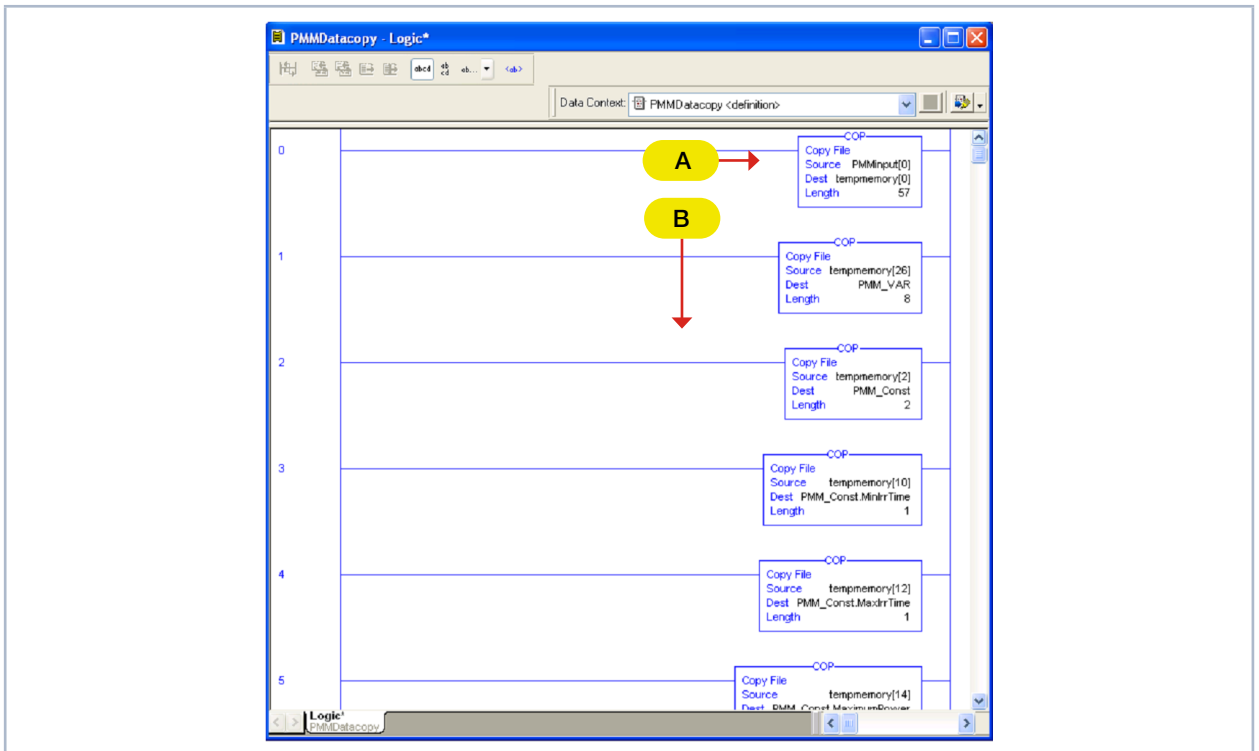 PMMDatacopy - Logic*
abcd ab cd ab... <ab>
Data Context: PMMDatacopy <definition>
0
COP
Copy File
Source PMMinput[0]
Dest tempmemory[0]
Length 57
A
B
1
COP
Copy File
Source tempmemory[26]
Dest PMM_VAR
Length 8
2
COP
Copy File
Source tempmemory[2]
Dest PMM_Const
Length 2
3
COP
Copy File
Source tempmemory[10]
Dest PMM_Const.MinIrrTime
Length 1
4
COP
Copy File
Source tempmemory[12]
Dest PMM_Const.MaxIrrTime
Length 1
5
COP
Copy File
Source tempmemory[14]
Dest PMM_Const.MaximumPower
Logic*
PMMDatacopy